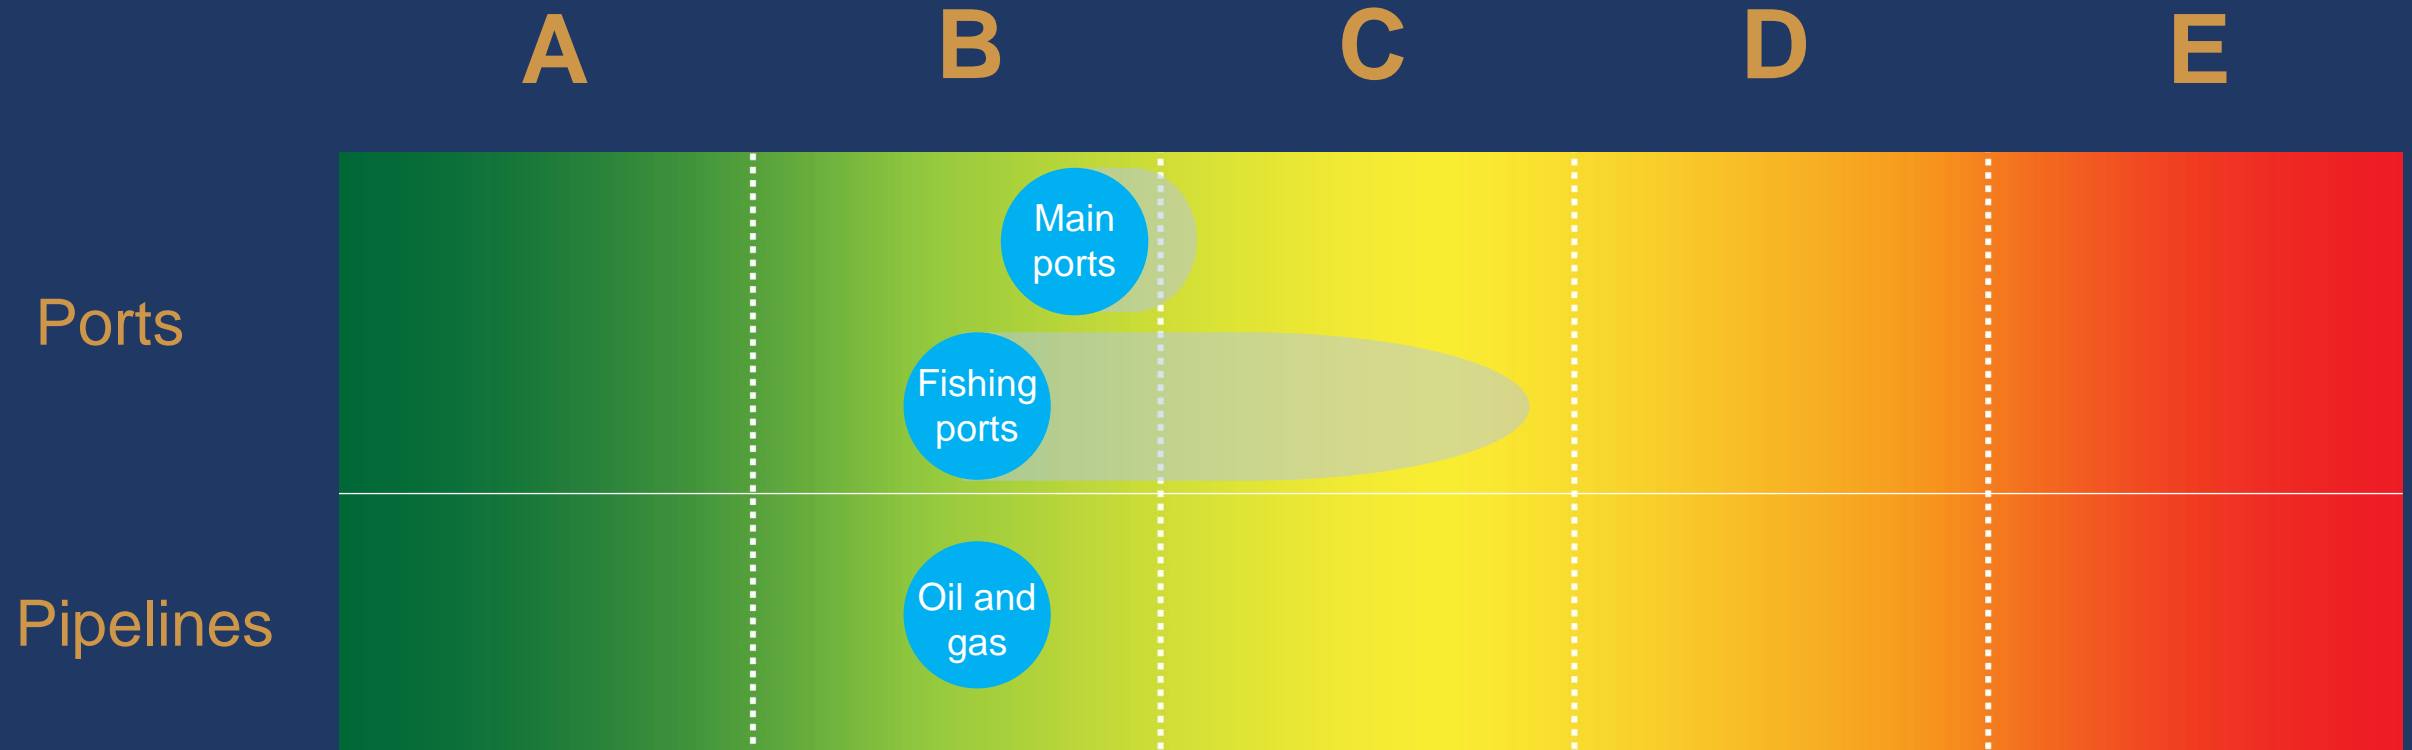 A B C D E
Main
ports
Ports
Fishing
ports
Pipelines
Oil and
gas